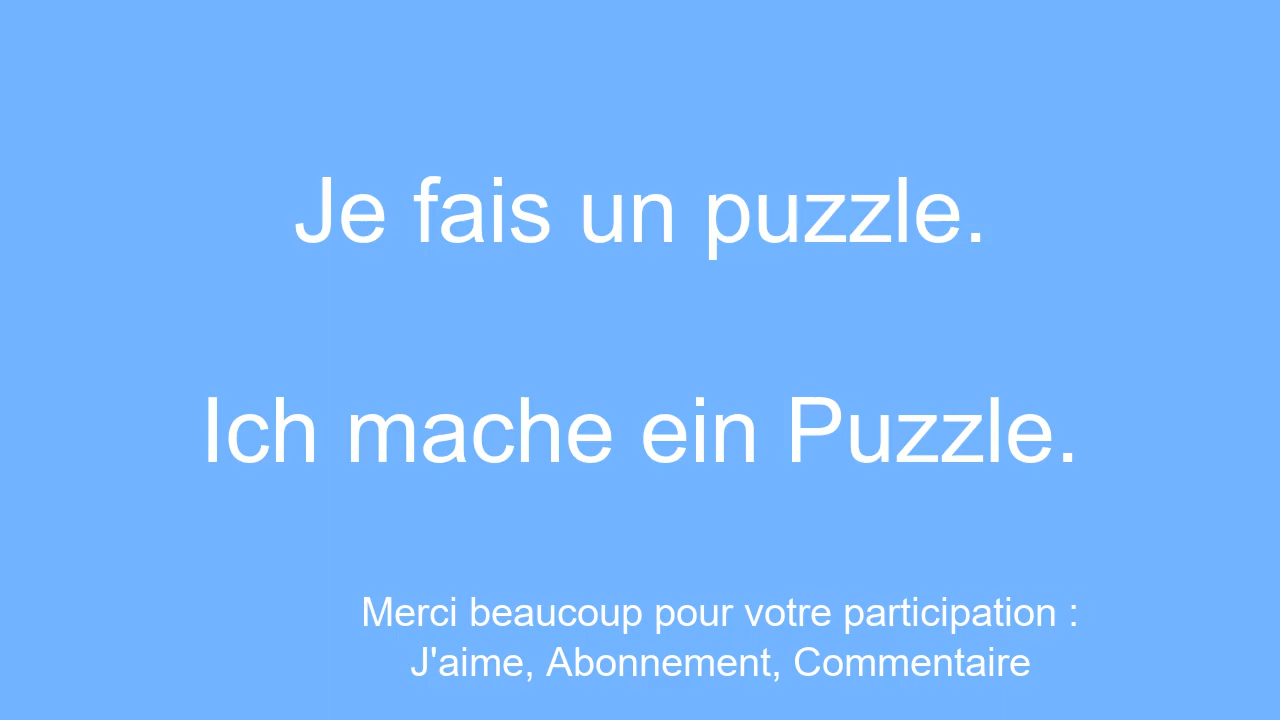 Je fais un puzzle.
Ich mache ein Puzzle.
Merci beaucoup pour votre participation :
J'aime, Abonnement, Commentaire